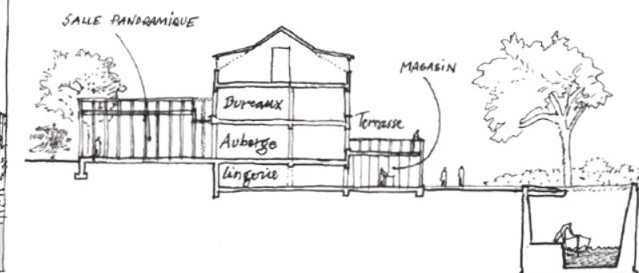 SALLE PANORAMIQUE
MAGASIN
Bureaux
Terrasse
Auberge
Lingerie